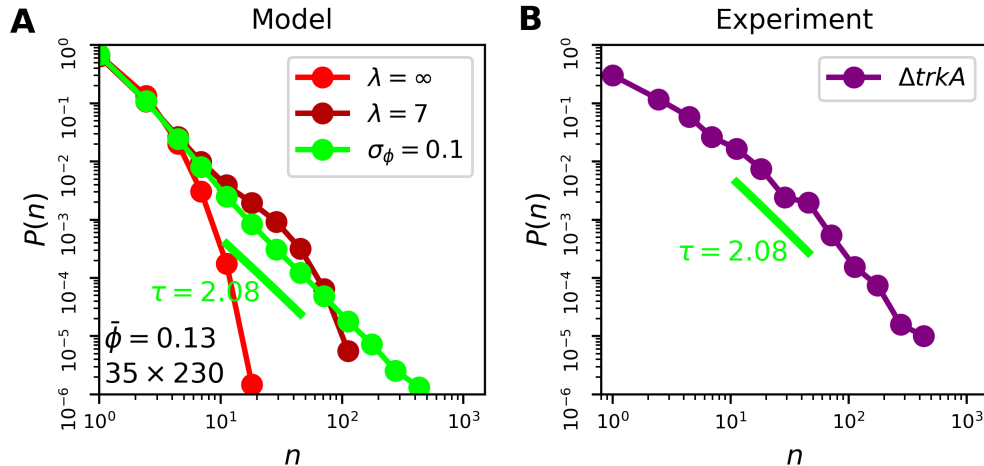 A
Model
10^0
10^-1
10^-2
10^-3
10^-4
10^-5
10^-6
P(n)
λ = ∞
λ = 7
σ_ϕ = 0.1
τ = 2.08
ϕ̄ = 0.13
35 × 230
10^0
10^1
10^2
10^3
n
B
Experiment
10^0
10^-1
10^-2
10^-3
10^-4
10^-5
10^-6
P(n)
ΔtrkA
τ = 2.08
10^0
10^1
10^2
10^3
n